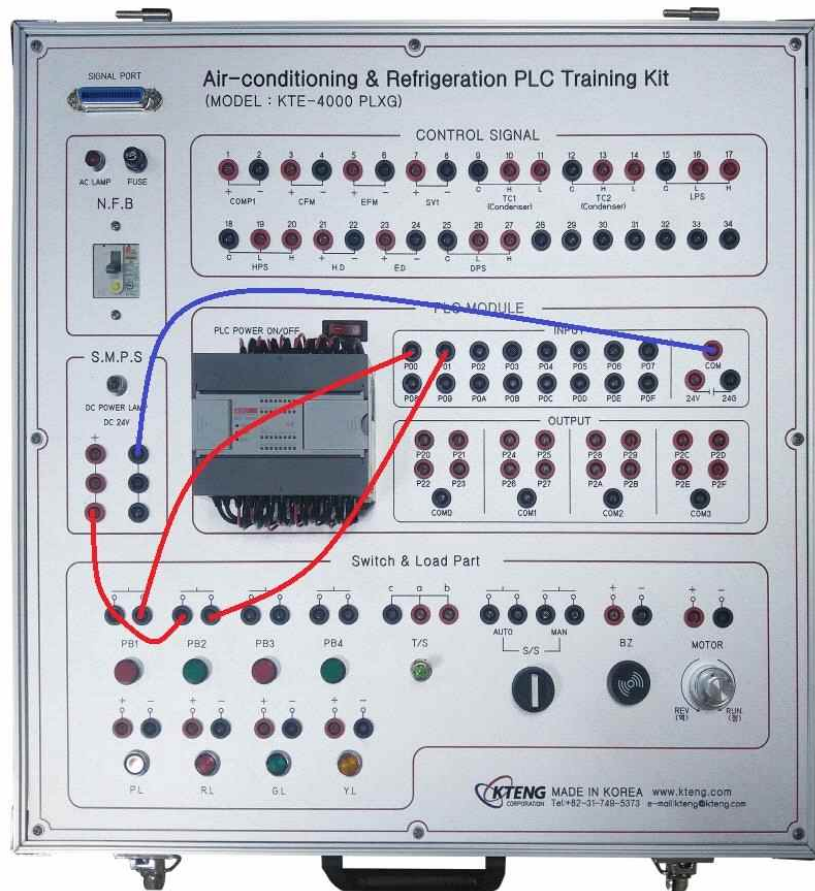 SIGNAL PORT
Air-conditioning & Refrigeration PLC Training Kit
(MODEL : KTE-4000 PLXG)
AC LAMP FUSE
N.F.B
CONTROL SIGNAL
1 2 3 4 5 6 7 8 9 10 11 12 13 14 15 16 17
+ - + - + - + - C H L C H L C L H
COMP1 CFM EFM SV1 TC1 TC2 LPS
(Condenser) (Condenser)
18 19 20 21 22 23 24 25 26 27 28 29 30 31 32 33 34
C L H + - + - C L H
HPS H.D E.D DPS
PLC MODULE
PLC POWER ON/OFF
INPUT
P00 P01 P02 P03 P04 P05 P06 P07 COM
P08 P09 P0A P0B P0C P0D P0E P0F 24V 24G
S.M.P.S
DC POWER LAMP
DC 24V
+ -
OUTPUT
P20 P21 P24 P25 P28 P29 P2C P2D
P22 P23 P26 P27 P2A P2B P2E P2F
COM0 COM1 COM2 COM3
Switch & Load Part
c a b
+ - + -
AUTO MAN
PB1 PB2 PB3 PB4 T/S S/S BZ MOTOR
REV RUN
(역) (정)
+ - + - + - + -
P.L R.L G.L Y.L
KTENG
CORPORATION
MADE IN KOREA www.kteng.com
Tel:+82-31-749-5373 e-mail:kteng@kteng.com